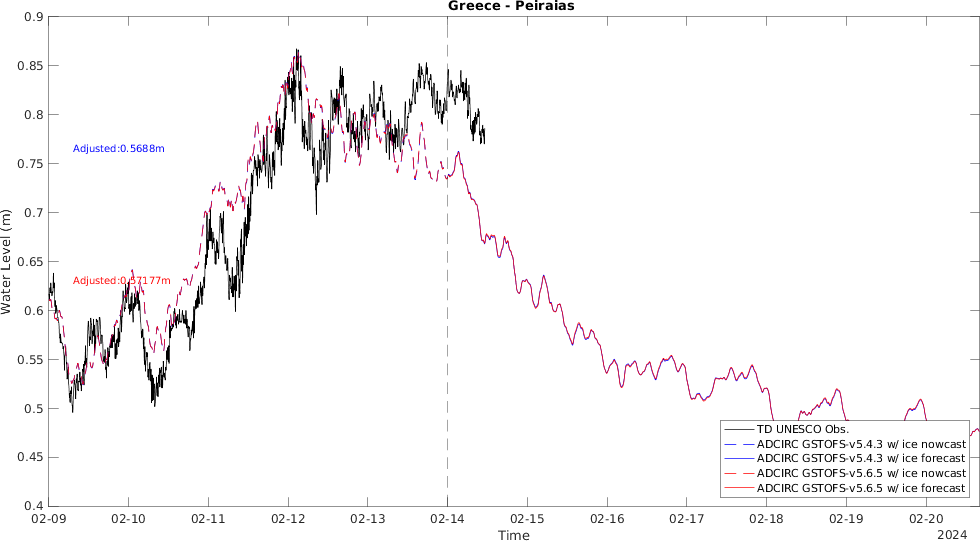 Greece - Peiraias
0.9
0.85
0.8
0.75
0.7
0.65
0.6
0.55
0.5
0.45
0.4
Water Level (m)
Adjusted:0.5688m
Adjusted:0.57177m
TD UNESCO Obs.
ADCIRC GSTOFS-v5.4.3 w/ ice nowcast
ADCIRC GSTOFS-v5.4.3 w/ ice forecast
ADCIRC GSTOFS-v5.6.5 w/ ice nowcast
ADCIRC GSTOFS-v5.6.5 w/ ice forecast
02-09 02-10 02-11 02-12 02-13 02-14 02-15 02-16 02-17 02-18 02-19 02-20
Time
2024